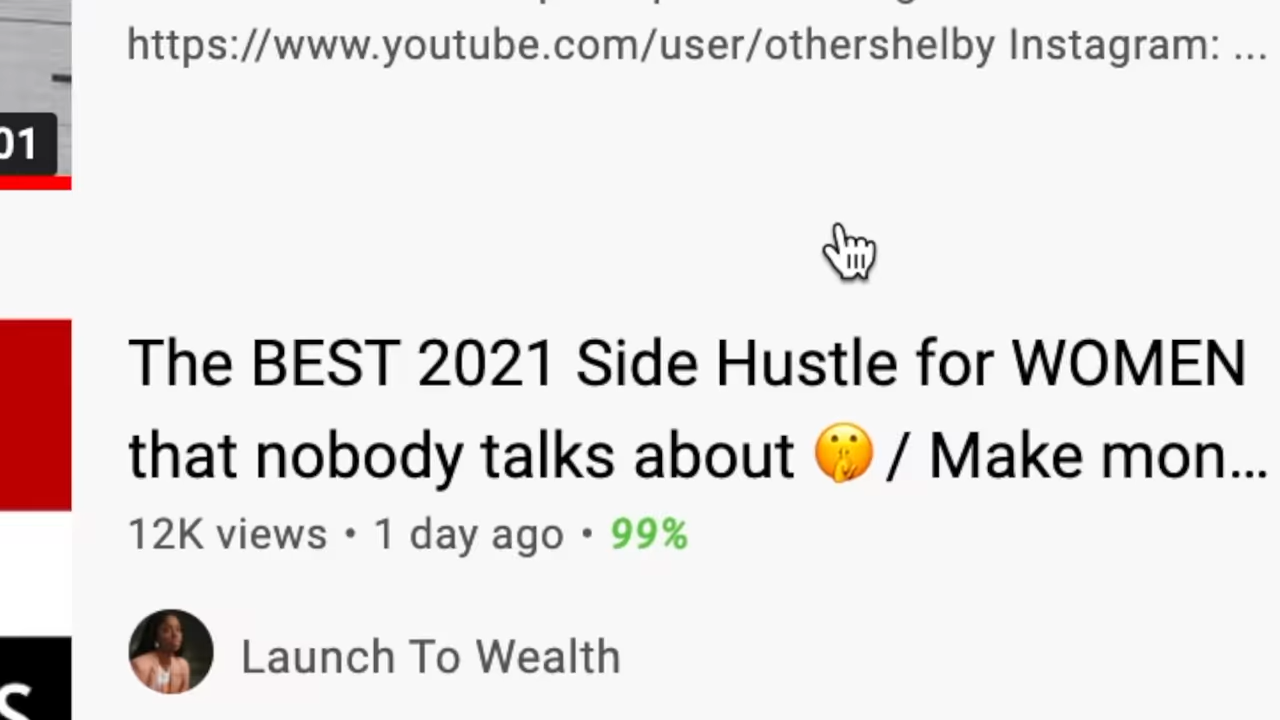 https://www.youtube.com/user/othershelby Instagram: ...
01
The BEST 2021 Side Hustle for WOMEN
that nobody talks about 🤫 / Make mon...
12K views • 1 day ago • 99%
Launch To Wealth
S